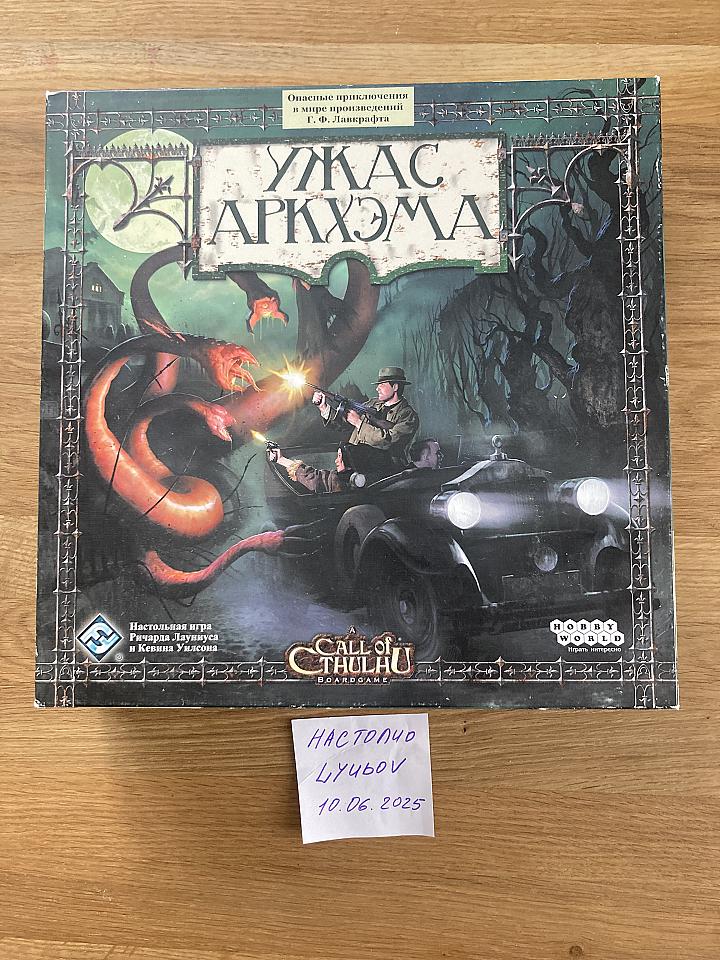 Опасные приключения
в мире произведений
Г. Ф. Лавкрафта
УЖАС
АРКХЭМА
Настольная игра
Ричарда Лауниуса
и Кевина Уилсона
A
CALL of
CTHULHU
BOARDGAME
HOBBY
WORLD
Играть интересно
НАСТОЛИО
LYUBOV
10.06.2025